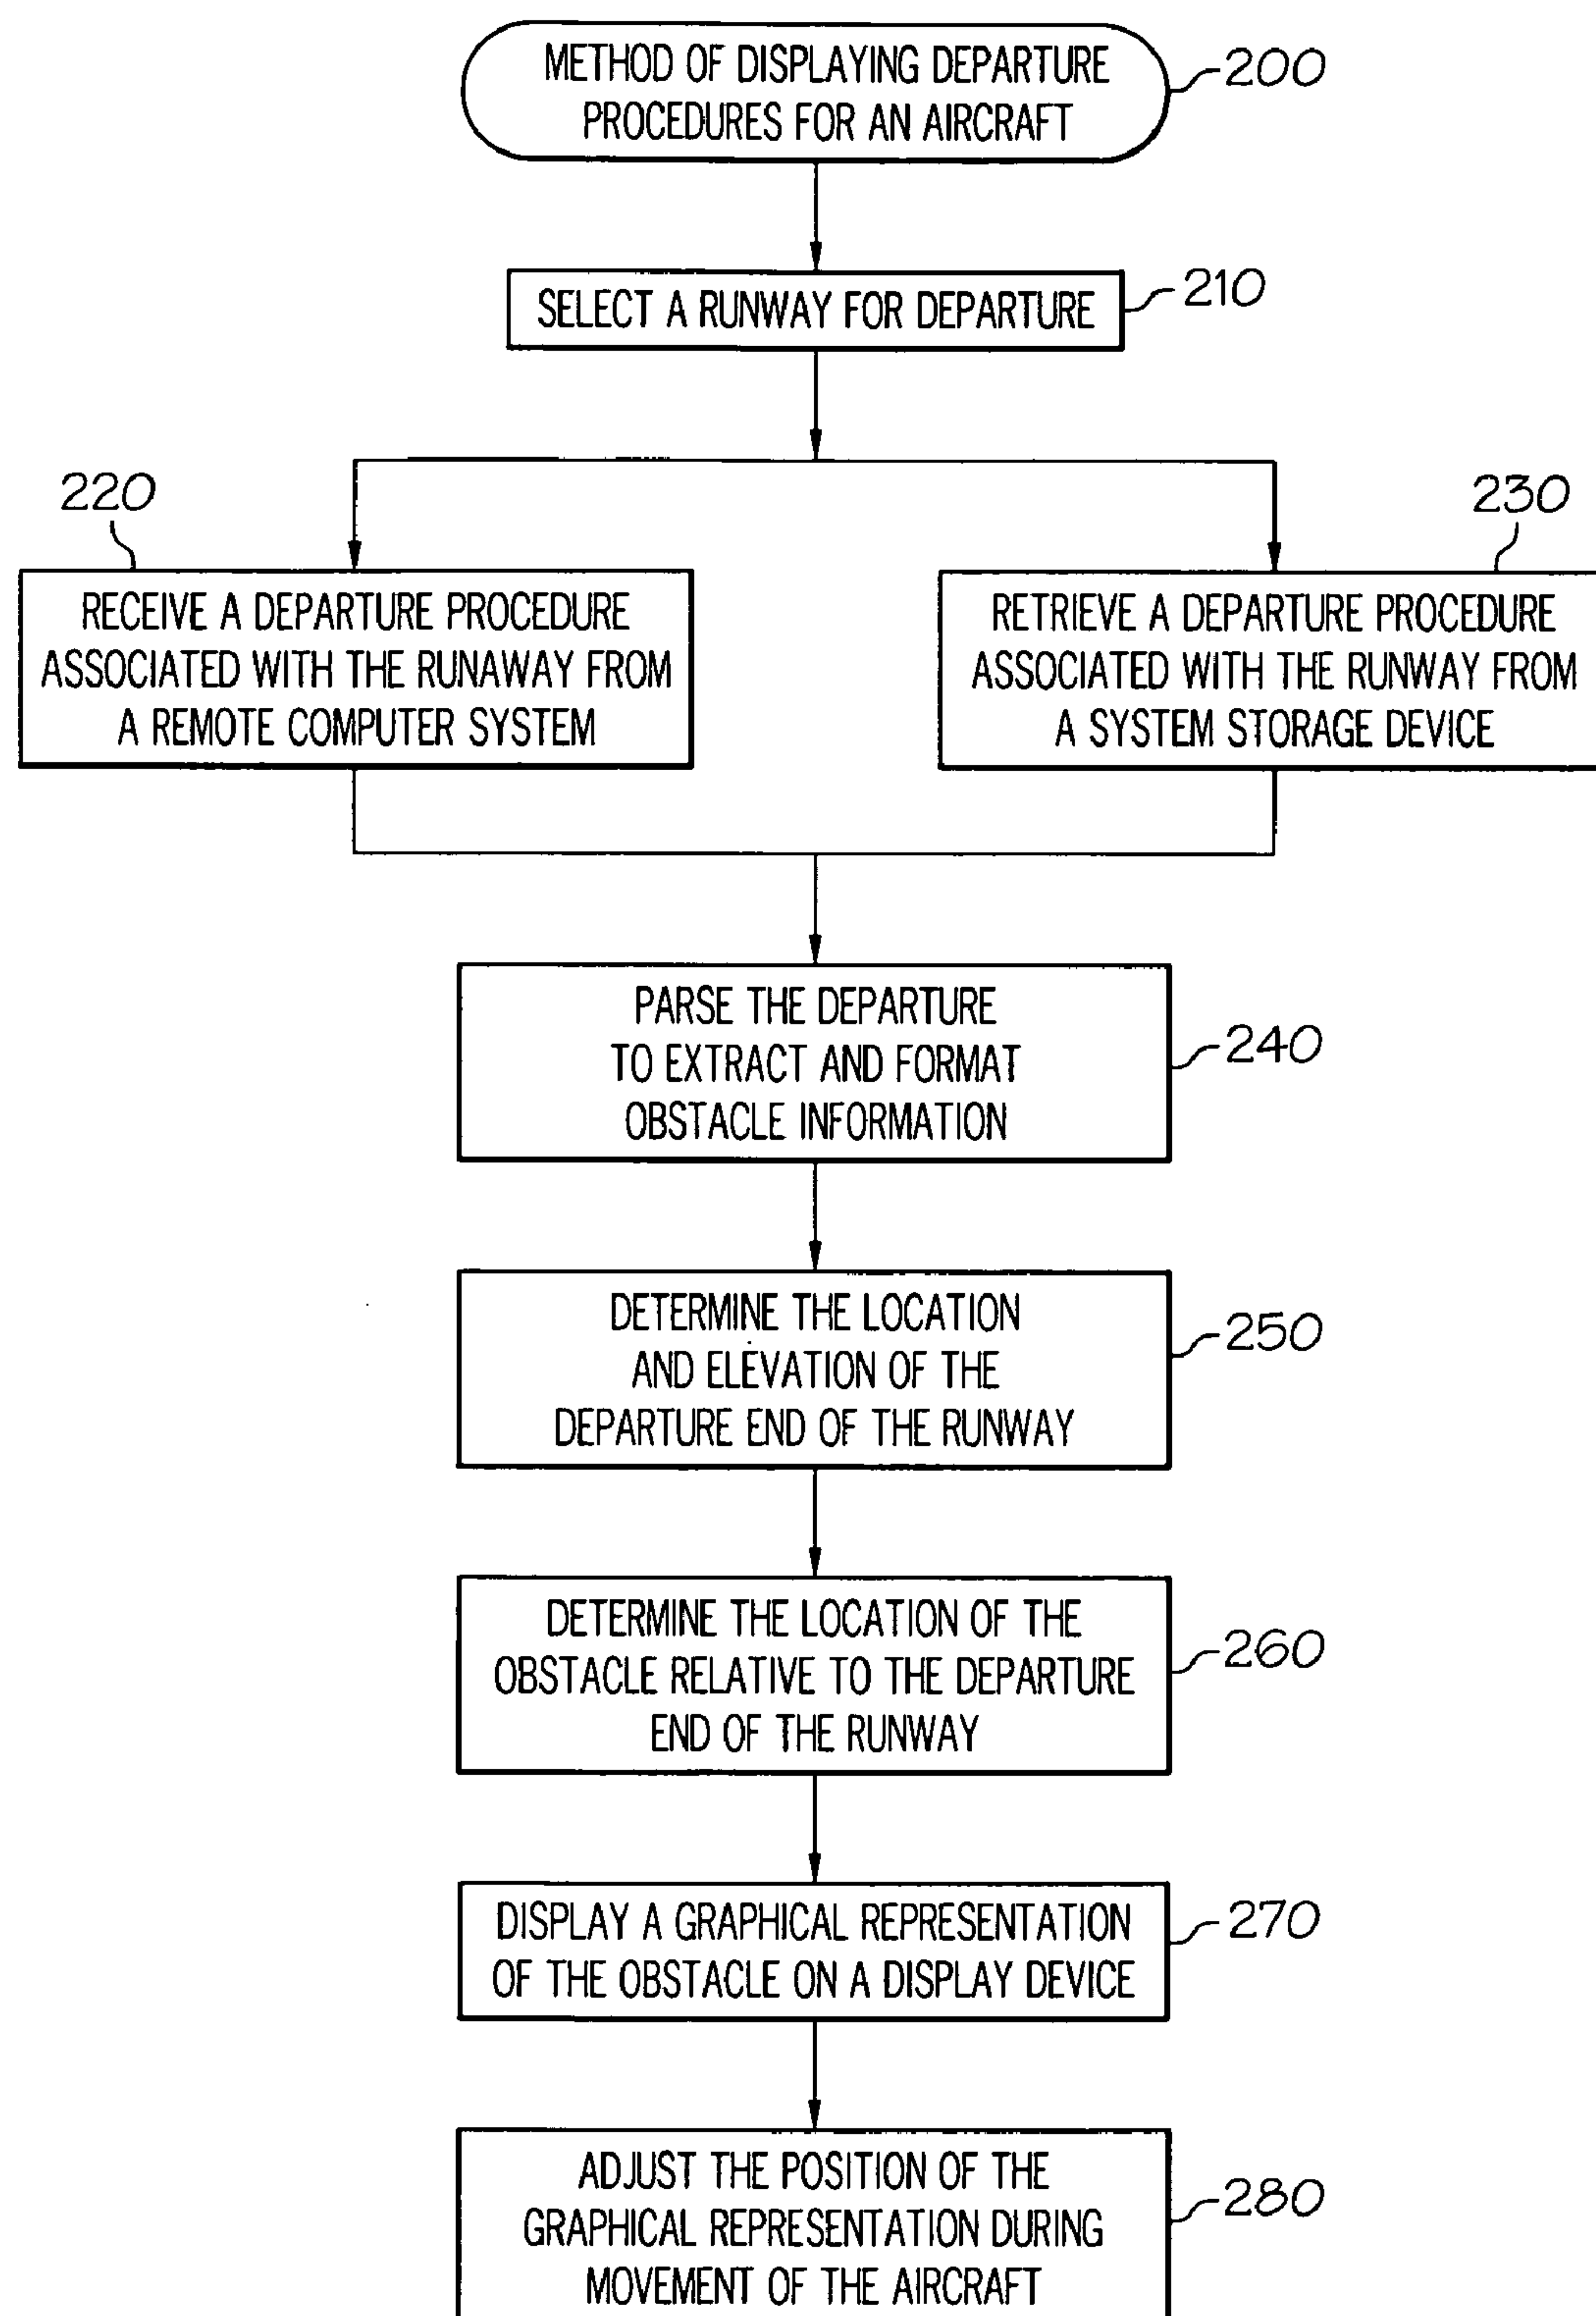 METHOD OF DISPLAYING DEPARTURE
PROCEDURES FOR AN AIRCRAFT
200
SELECT A RUNWAY FOR DEPARTURE
210
220
RECEIVE A DEPARTURE PROCEDURE
ASSOCIATED WITH THE RUNAWAY FROM
A REMOTE COMPUTER SYSTEM
230
RETRIEVE A DEPARTURE PROCEDURE
ASSOCIATED WITH THE RUNWAY FROM
A SYSTEM STORAGE DEVICE
PARSE THE DEPARTURE
TO EXTRACT AND FORMAT
OBSTACLE INFORMATION
240
DETERMINE THE LOCATION
AND ELEVATION OF THE
DEPARTURE END OF THE RUNWAY
250
DETERMINE THE LOCATION OF THE
OBSTACLE RELATIVE TO THE DEPARTURE
END OF THE RUNWAY
260
DISPLAY A GRAPHICAL REPRESENTATION
OF THE OBSTACLE ON A DISPLAY DEVICE
270
ADJUST THE POSITION OF THE
GRAPHICAL REPRESENTATION DURING
MOVEMENT OF THE AIRCRAFT
280